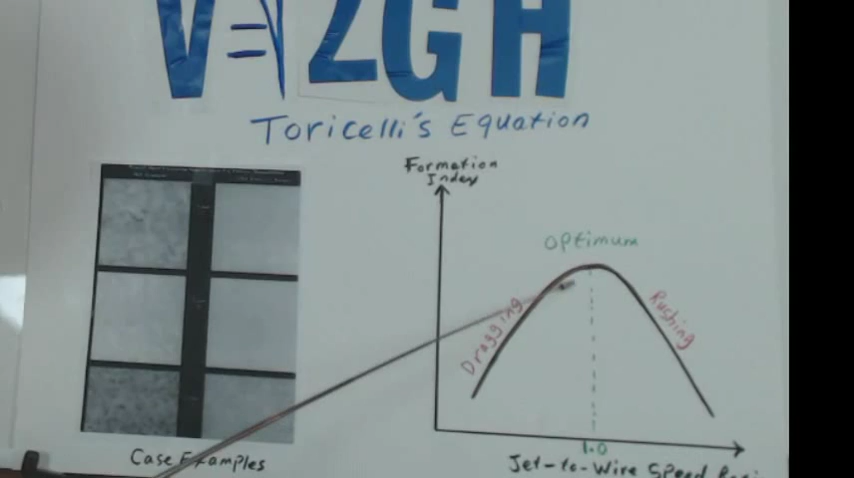 V=√2GH
Toricelli's Equation
Formation
Index
Optimum
Dragging
Rushing
1.0
Case Examples
Jet-to-Wire Speed